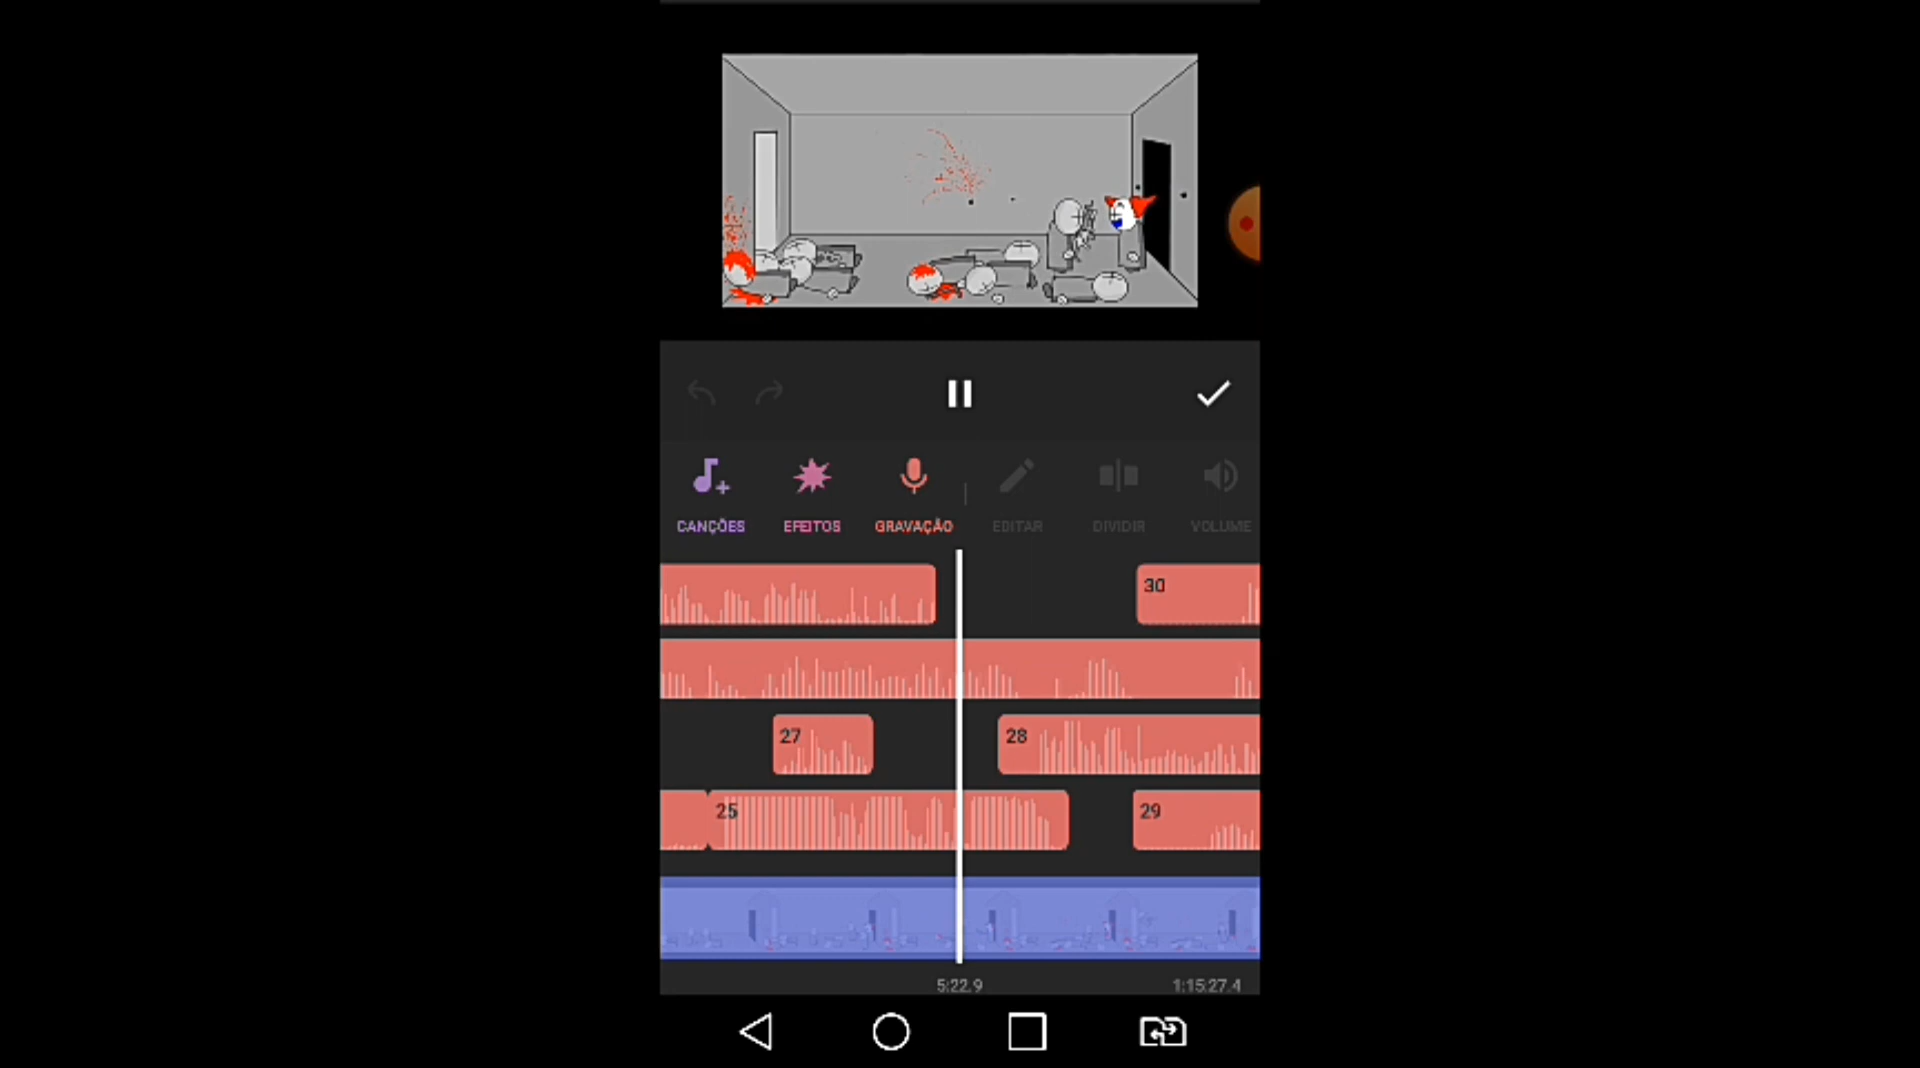 CANÇÕES EFEITOS GRAVAÇÃO EDITAR DIVIDIR VOLUME
30
27 28
25 29
5:22.9 1:15:27.4